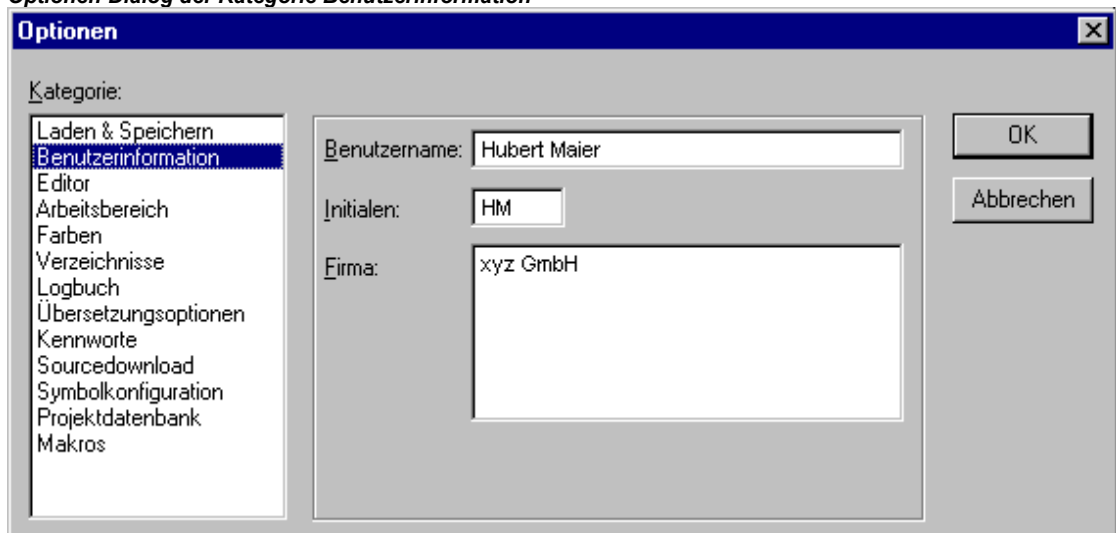 Optionen Dialog der Kategorie Benutzerinformation
Optionen
Kategorie:
Laden & Speichern
Benutzerinformation
Editor
Arbeitsbereich
Farben
Verzeichnisse
Logbuch
Übersetzungsoptionen
Kennworte
Sourcedownload
Symbolkonfiguration
Projektdatenbank
Makros
Benutzername: Hubert Maier
Initialen: HM
Firma: xyz GmbH
OK
Abbrechen